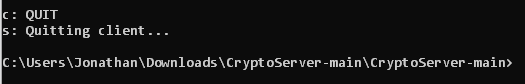 c: QUIT
s: Quitting client...
C:\Users\Jonathan\Downloads\CryptoServer-main\CryptoServer-main>